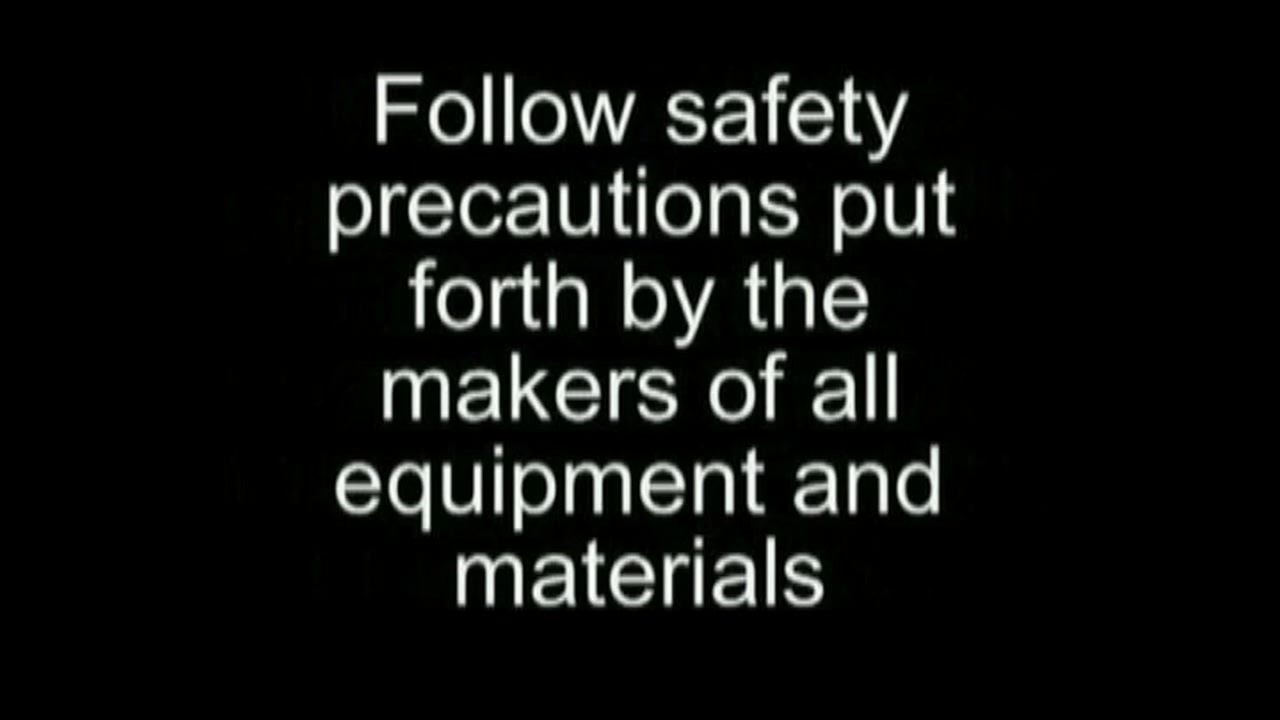 Follow safety
precautions put
forth by the
makers of all
equipment and
materials